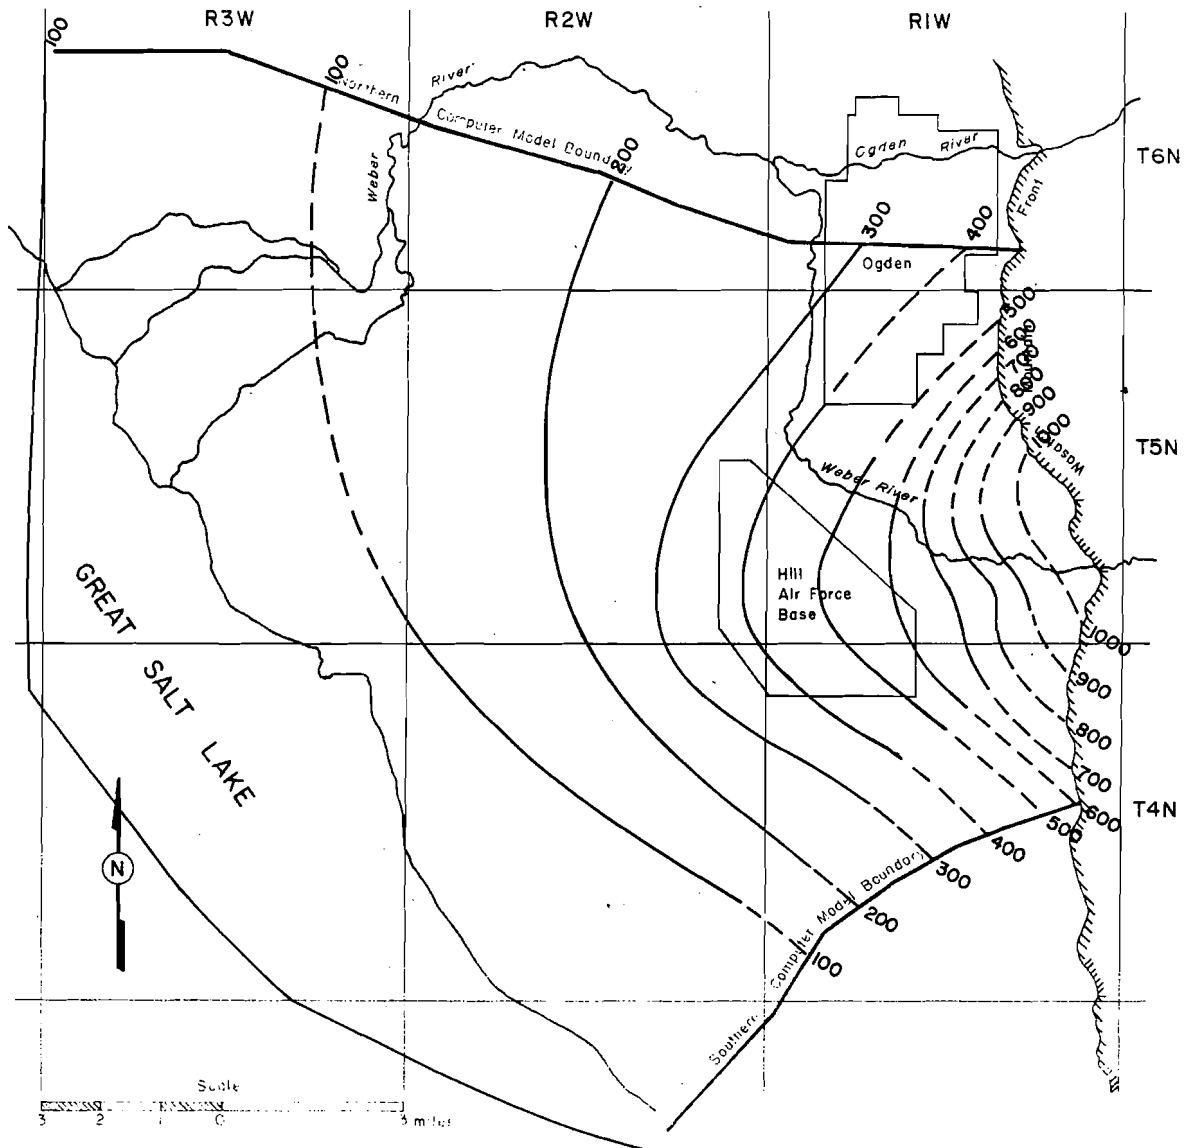 R3W
R2W
R1W
100
100
Northern
Computer Model Boundary
River
Weber
200
Ogden
River
T6N
Front
300
400
Ogden
500
600
700
800
900
1000
T5N
Weber River
Hill
Air Force
Base
GREAT
SALT
LAKE
1000
900
800
700
600
500
400
300
200
100
T4N
N
Southern
Computer
Model
Boundary
Scale
3 2 1 0 3 miles